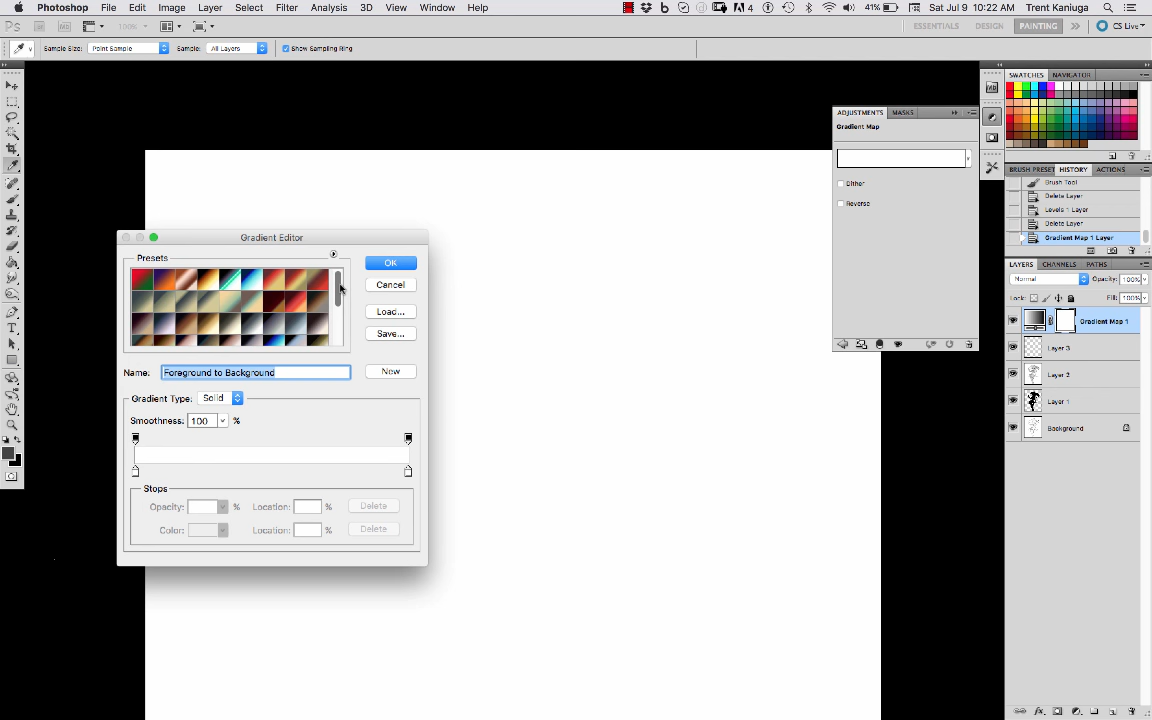 Photoshop File Edit Image Layer Select Filter Analysis 3D View Window Help 4 41% Sat Jul 9 10:22 AM Trent Kaniuga
Ps Mb 100% ESSENTIALS DESIGN PAINTING CS Live
Sample Size: Point Sample Sample: All Layers Show Sampling Ring
SWATCHES NAVIGATOR
ADJUSTMENTS MASKS
Gradient Map
Dither
Reverse
BRUSH PRESET HISTORY ACTIONS
Brush Tool
Delete Layer
Levels 1 Layer
Delete Layer
Gradient Map 1 Layer
LAYERS CHANNELS PATHS
Normal Opacity: 100%
Lock: Fill: 100%
Gradient Map 1
Layer 3
Layer 2
Layer 1
Background
Gradient Editor
Presets
OK
Cancel
Load...
Save...
Name: Foreground to Background New
Gradient Type: Solid
Smoothness: 100 %
Stops
Opacity: % Location: % Delete
Color: Location: % Delete